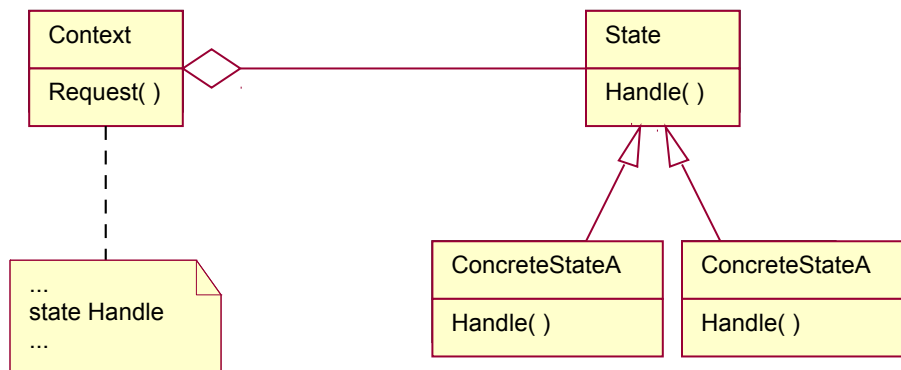 Context
State
Request( )
Handle( )
ConcreteStateA
ConcreteStateA
Handle( )
Handle( )
...
state Handle
...